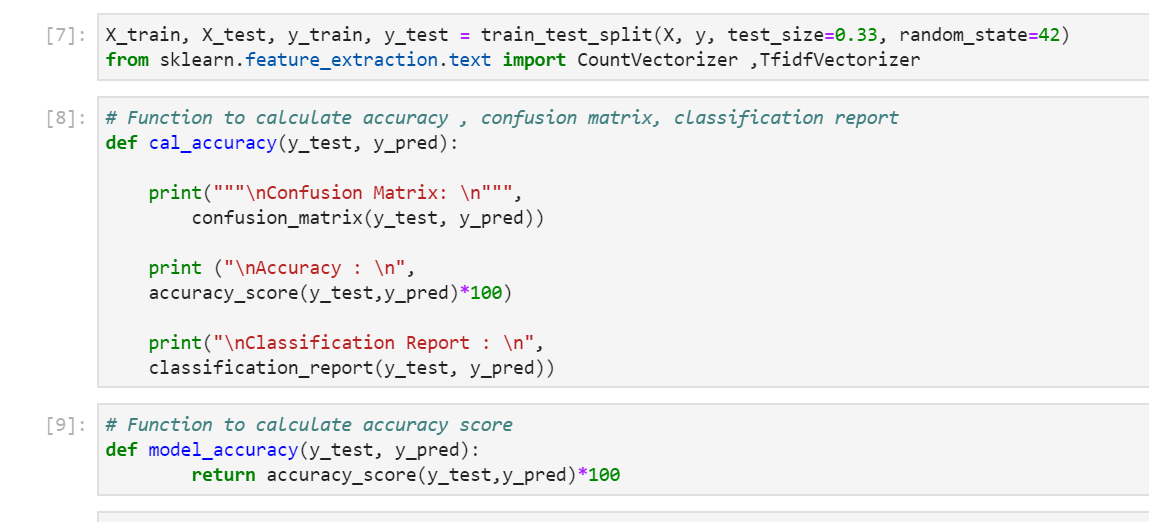 [7]: X_train, X_test, y_train, y_test = train_test_split(X, y, test_size=0.33, random_state=42)
from sklearn.feature_extraction.text import CountVectorizer ,TfidfVectorizer
[8]: # Function to calculate accuracy , confusion matrix, classification report
def cal_accuracy(y_test, y_pred):
print("""\nConfusion Matrix: \n""",
confusion_matrix(y_test, y_pred))
print ("\nAccuracy : \n",
accuracy_score(y_test,y_pred)*100)
print("\nClassification Report : \n",
classification_report(y_test, y_pred))
[9]: # Function to calculate accuracy score
def model_accuracy(y_test, y_pred):
return accuracy_score(y_test,y_pred)*100